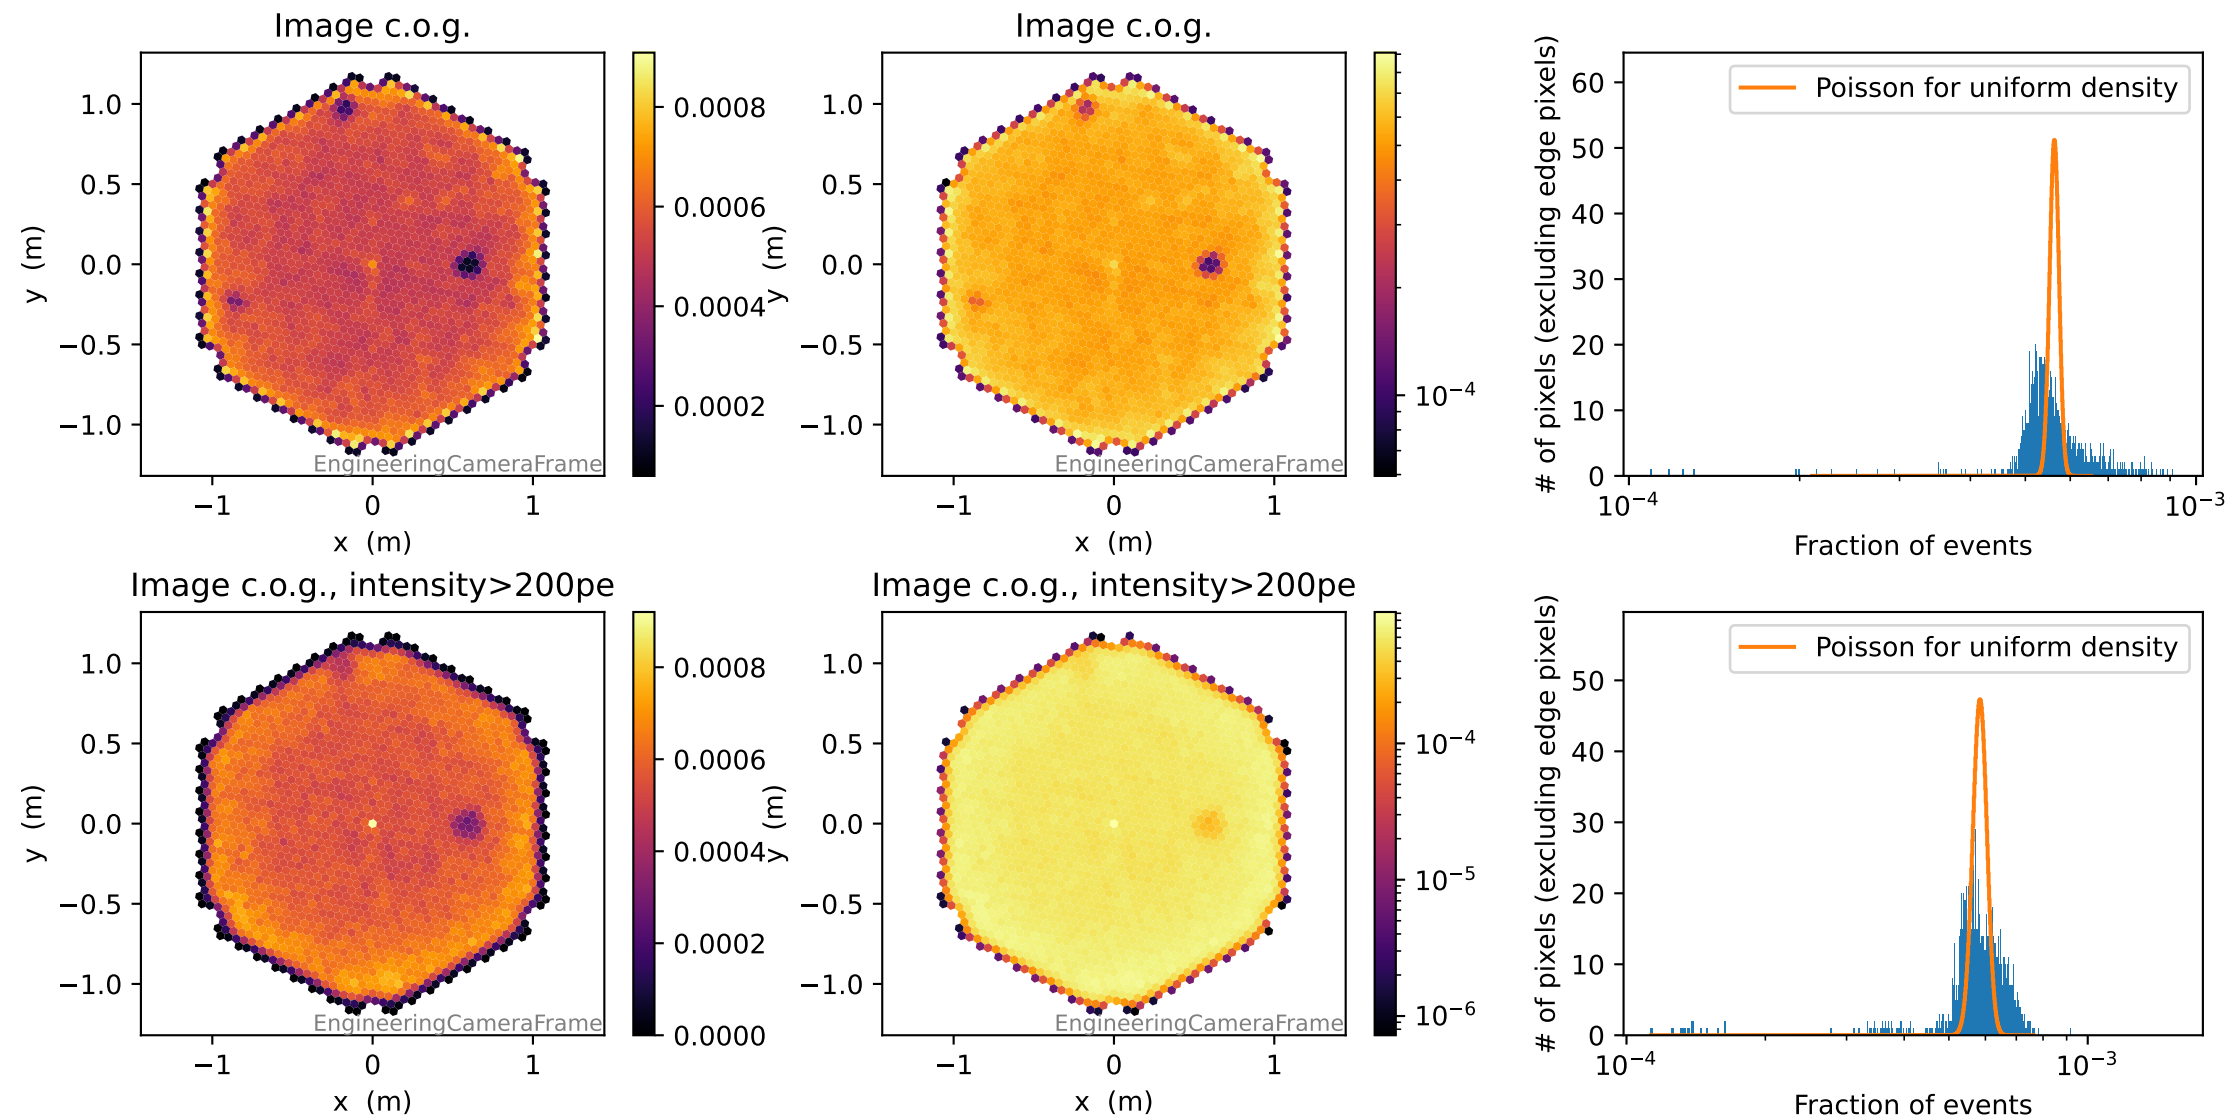 Image c.o.g.
y (m)
1.0
0.5
0.0
−0.5
−1.0
EngineeringCameraFrame
−1 0 1
x (m)
0.0008
0.0006
0.0004
0.0002
Image c.o.g.
y (m)
1.0
0.5
0.0
−0.5
−1.0
EngineeringCameraFrame
−1 0 1
x (m)
10⁻⁴
# of pixels (excluding edge pixels)
60
50
40
30
20
10
0
Poisson for uniform density
10⁻⁴ 10⁻³
Fraction of events
Image c.o.g., intensity>200pe
y (m)
1.0
0.5
0.0
−0.5
−1.0
EngineeringCameraFrame
−1 0 1
x (m)
0.0008
0.0006
0.0004
0.0002
0.0000
Image c.o.g., intensity>200pe
y (m)
1.0
0.5
0.0
−0.5
−1.0
EngineeringCameraFrame
−1 0 1
x (m)
10⁻⁴
10⁻⁵
10⁻⁶
# of pixels (excluding edge pixels)
50
40
30
20
10
0
Poisson for uniform density
10⁻⁴ 10⁻³
Fraction of events